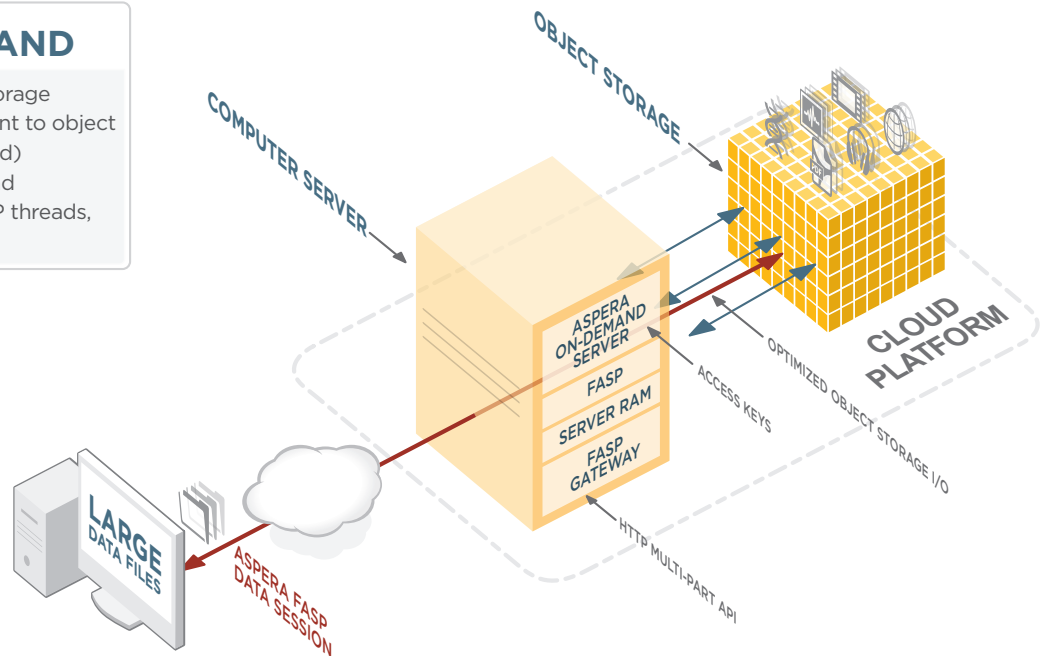 AND
orage
nt to object
d)
d
P threads,
COMPUTER SERVER
OBJECT STORAGE
PDF
ASPERA
ON-DEMAND
SERVER
FASP
SERVER RAM
FASP
GATEWAY
CLOUD
PLATFORM
OPTIMIZED OBJECT STORAGE I/O
ACCESS KEYS
HTTP MULTI-PART API
LARGE
DATA FILES
ASPERA FASP
DATA SESSION